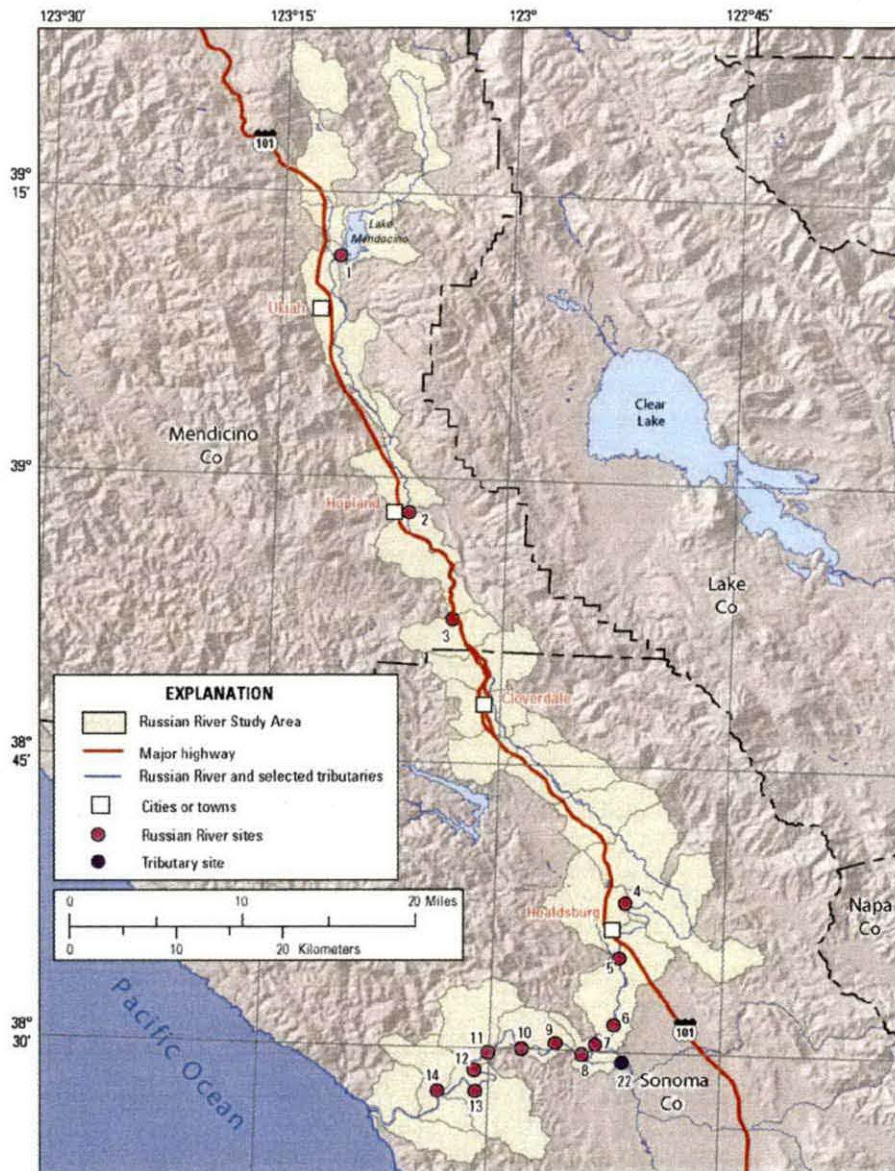 123° 30'
123° 15'
123°
122° 45'
101
39°
15'
Lake
Mendocino
1
Ukiah
Clear
Lake
Mendicino
Co
39°
Hopland
2
Lake
Co
3
EXPLANATION
Russian River Study Area
Major highway
Russian River and selected tributaries
Cities or towns
Russian River sites
Tributary site
Cloverdale
38°
45'
0
10
20 Miles
0
10
20 Kilometers
4
Healdsburg
Napa
Co
5
Pacific Ocean
38°
30'
6
101
11
10
9
7
12
8
22
Sonoma
Co
14
13